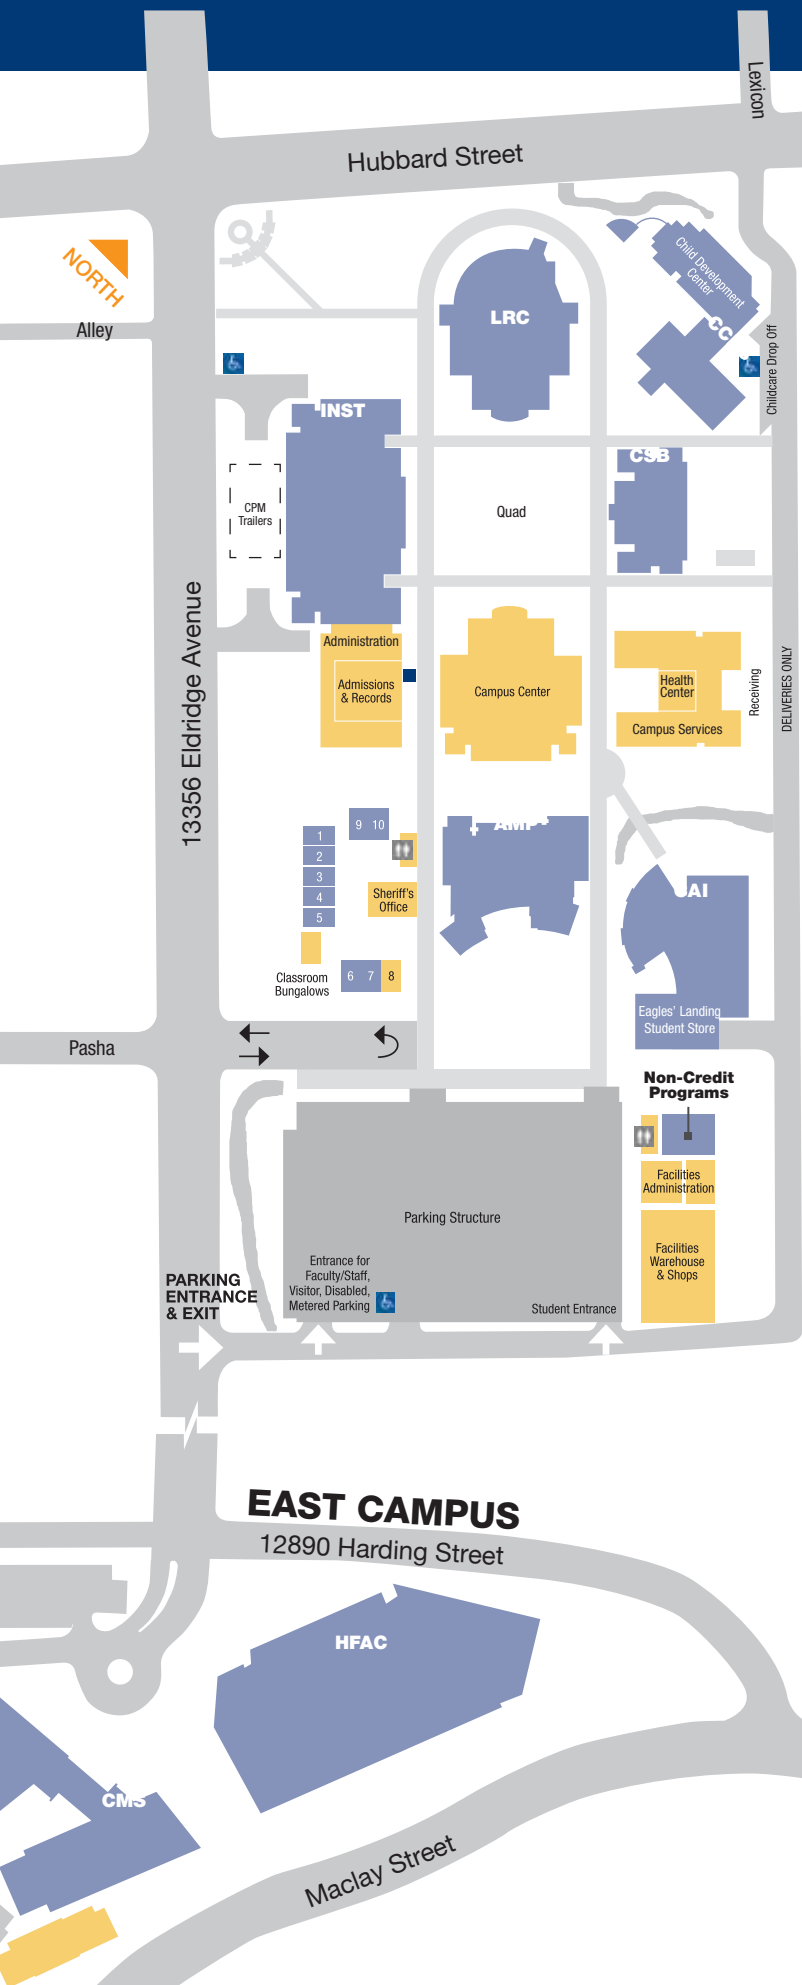 Lexicon
Hubbard Street
NORTH
Alley
Child Development
Center
LRC
CC
Childcare Drop Off
INST
CSB
CPM
Trailers
Quad
13356 Eldridge Avenue
Administration
Admissions
& Records
Campus Center
Health
Center
Campus Services
Receiving
DELIVERIES ONLY
9 10
1
2
3
4
5
AMP
Sheriff's
Office
CAI
Classroom
Bungalows
6 7 8
Eagles' Landing
Student Store
Pasha
Non-Credit
Programs
Facilities
Administration
Parking Structure
Facilities
Warehouse
& Shops
Entrance for
Faculty/Staff,
Visitor, Disabled,
Metered Parking
Student Entrance
PARKING
ENTRANCE
& EXIT
EAST CAMPUS
12890 Harding Street
HFAC
CMS
Maclay Street